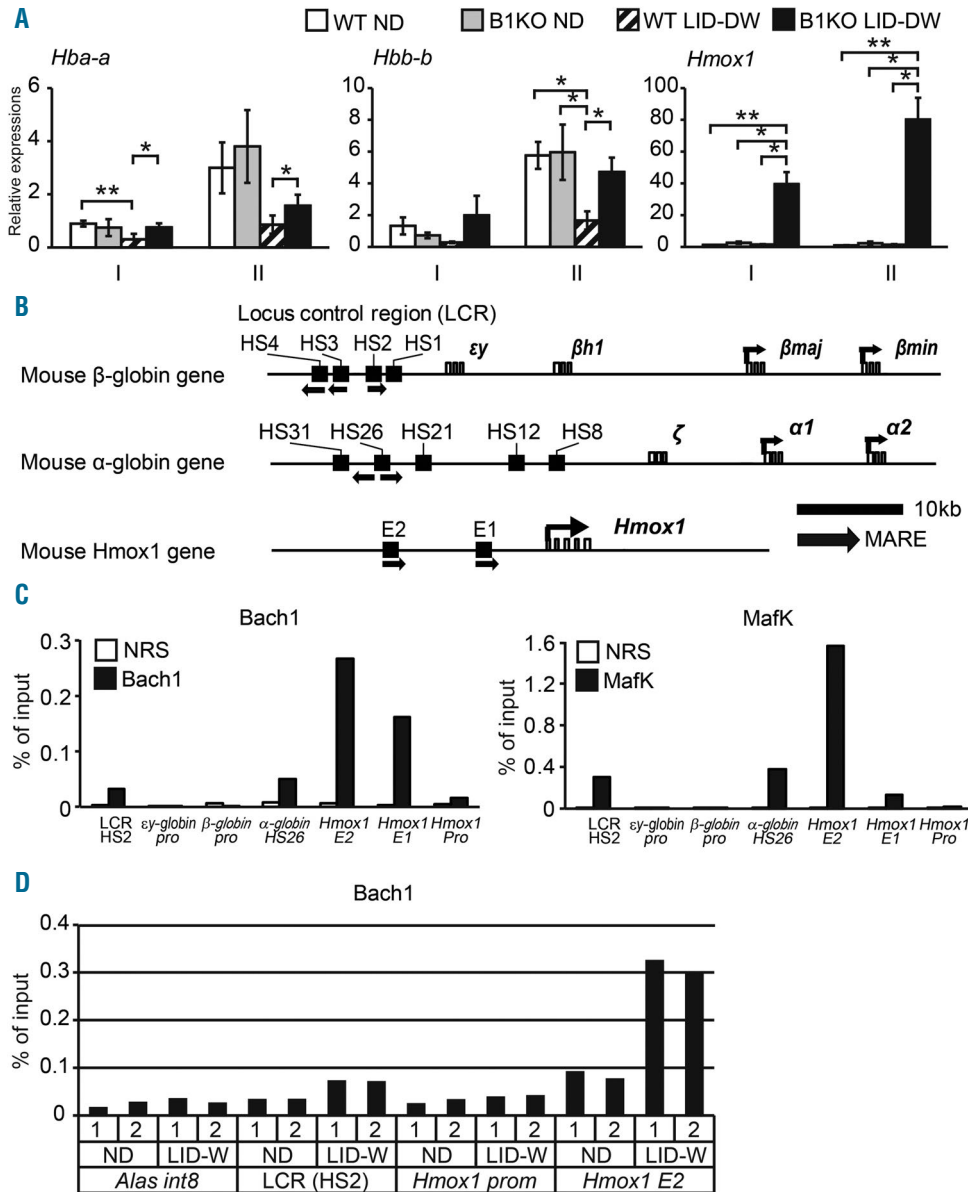 A
WT ND B1KO ND WT LID-DW B1KO LID-DW
Hba-a Hbb-b Hmox1
Relative expressions
6
4
2
0
** * *
I II
10
8
6
4
2
0
* * *
I II
100
80
60
40
20
0
** * * ** * *
I II
B
Locus control region (LCR)
HS4 HS3 HS2 HS1 εy βh1 βmaj βmin
Mouse β-globin gene
HS31 HS26 HS21 HS12 HS8 ζ α1 α2
Mouse α-globin gene
10kb
E2 E1 Hmox1
MARE
Mouse Hmox1 gene
C
Bach1
NRS
Bach1
% of input
0.3
0.2
0.1
0
LCR εy-globin β-globin α-globin Hmox1 Hmox1 Hmox1
HS2 pro pro HS26 E2 E1 Pro
MafK
NRS
MafK
% of input
1.6
1.2
0.8
0.4
0
LCR εy-globin β-globin α-globin Hmox1 Hmox1 Hmox1
HS2 pro pro HS26 E2 E1 Pro
D
Bach1
% of input
0.4
0.3
0.2
0.1
0
1 2 1 2 1 2 1 2 1 2 1 2 1 2 1 2
ND LID-W ND LID-W ND LID-W ND LID-W
Alas int8 LCR (HS2) Hmox1 prom Hmox1 E2